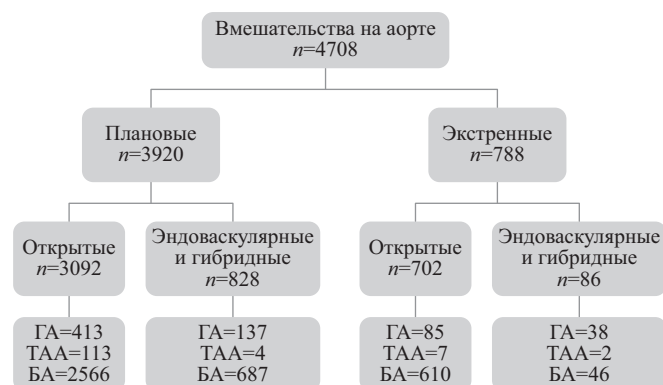 Вмешательства на аорте
n=4708
Плановые
n=3920
Экстренные
n=788
Открытые
n=3092
Эндоваскулярные
и гибридные
n=828
Открытые
n=702
Эндоваскулярные
и гибридные
n=86
ГА=413
ТАА=113
БА=2566
ГА=137
ТАА=4
БА=687
ГА=85
ТАА=7
БА=610
ГА=38
ТАА=2
БА=46